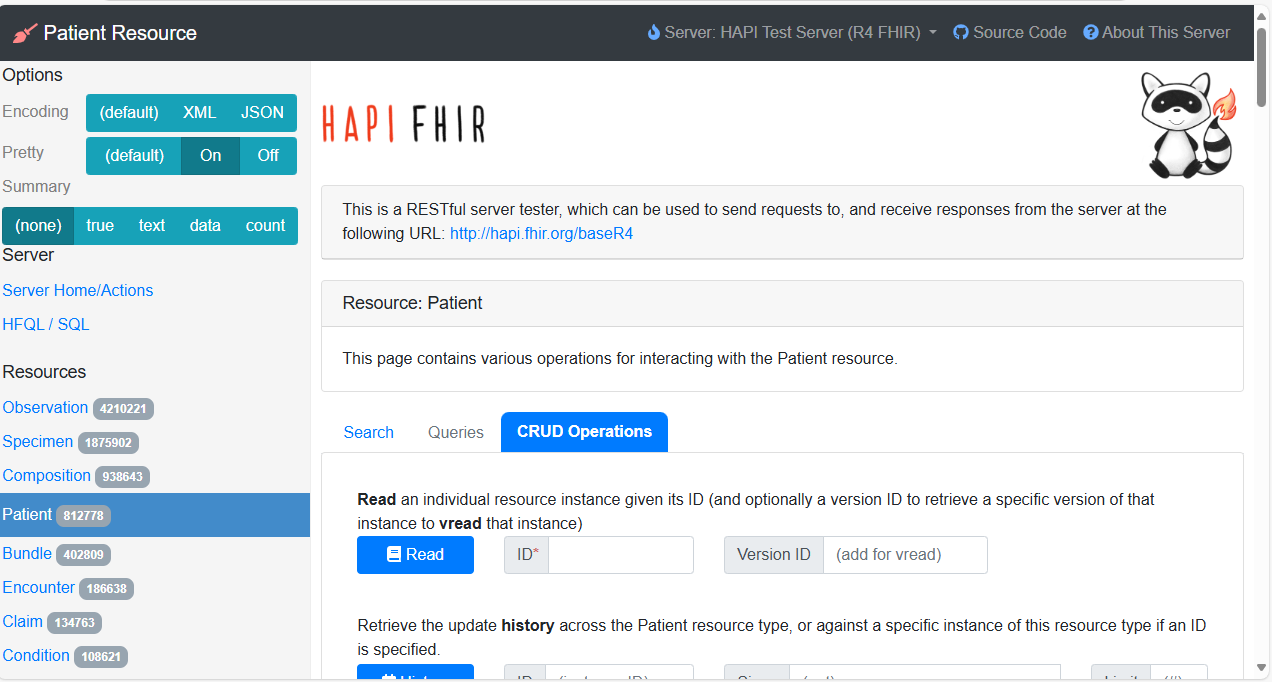 Patient Resource
Server: HAPI Test Server (R4 FHIR)
Source Code
About This Server
Options
Encoding
(default) XML JSON
Pretty
(default) On Off
Summary
(none) true text data count
Server
Server Home/Actions
HFQL / SQL
Resources
Observation 4210221
Specimen 1875902
Composition 938643
Patient 812778
Bundle 402809
Encounter 186638
Claim 134763
Condition 108621
HAPI FHIR
This is a RESTful server tester, which can be used to send requests to, and receive responses from the server at the
following URL: http://hapi.fhir.org/baseR4
Resource: Patient
This page contains various operations for interacting with the Patient resource.
Search Queries CRUD Operations
Read an individual resource instance given its ID (and optionally a version ID to retrieve a specific version of that
instance to vread that instance)
Read ID* Version ID (add for vread)
Retrieve the update history across the Patient resource type, or against a specific instance of this resource type if an ID
is specified.